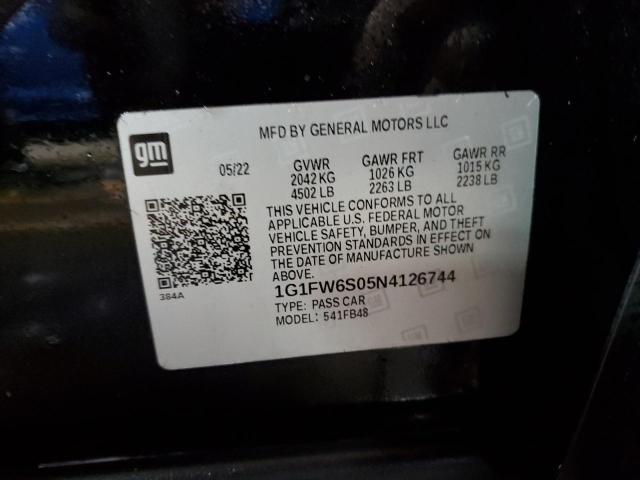 gm
MFD BY GENERAL MOTORS LLC
05/22
GVWR GAWR FRT GAWR RR
2042 KG 1026 KG 1015 KG
4502 LB 2263 LB 2238 LB
THIS VEHICLE CONFORMS TO ALL
APPLICABLE U.S. FEDERAL MOTOR
VEHICLE SAFETY, BUMPER, AND THEFT
PREVENTION STANDARDS IN EFFECT ON
THE DATE OF MANUFACTURE SHOWN
ABOVE.
384A
1G1FW6S05N4126744
TYPE: PASS CAR
MODEL: 541FB48